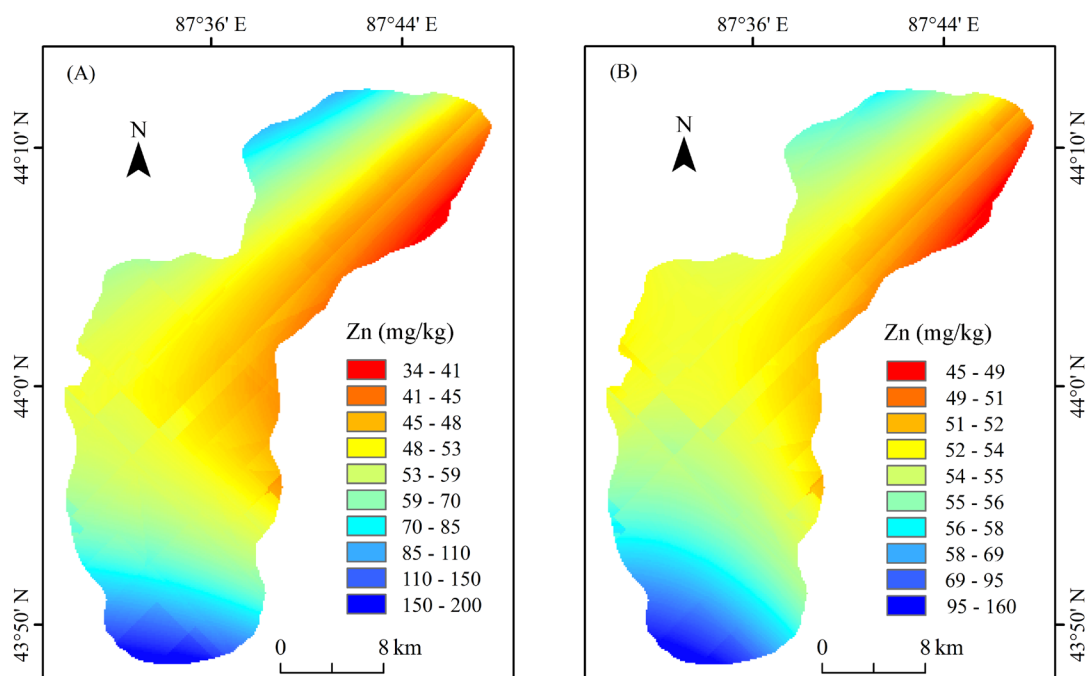 87°36' E
87°44' E
87°36' E
87°44' E
(A)
(B)
N
N
44°10' N
44°10' N
44°0' N
44°0' N
43°50' N
43°50' N
Zn (mg/kg)
34 - 41
41 - 45
45 - 48
48 - 53
53 - 59
59 - 70
70 - 85
85 - 110
110 - 150
150 - 200
0 8 km
Zn (mg/kg)
45 - 49
49 - 51
51 - 52
52 - 54
54 - 55
55 - 56
56 - 58
58 - 69
69 - 95
95 - 160
0 8 km